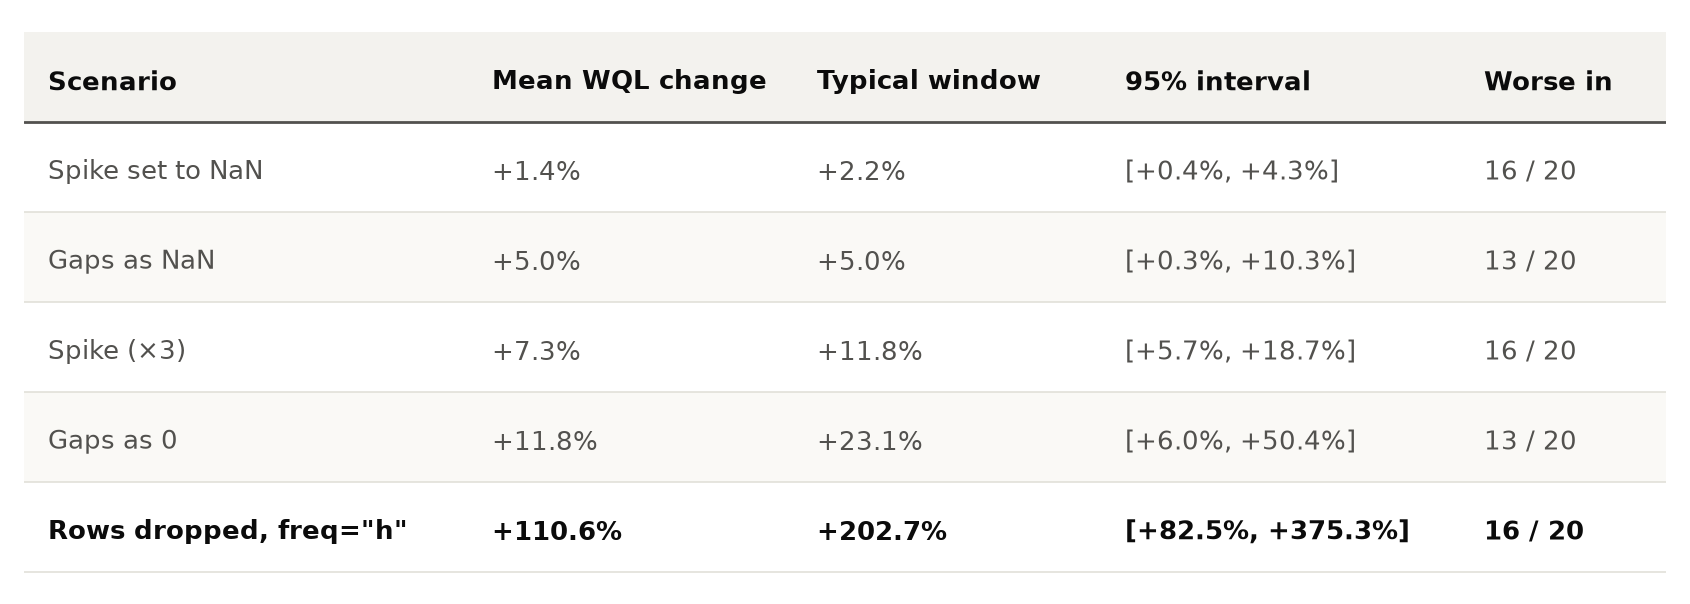 Scenario Mean WQL change Typical window 95% interval Worse in
Spike set to NaN +1.4% +2.2% [+0.4%, +4.3%] 16 / 20
Gaps as NaN +5.0% +5.0% [+0.3%, +10.3%] 13 / 20
Spike (×3) +7.3% +11.8% [+5.7%, +18.7%] 16 / 20
Gaps as 0 +11.8% +23.1% [+6.0%, +50.4%] 13 / 20
Rows dropped, freq="h" +110.6% +202.7% [+82.5%, +375.3%] 16 / 20